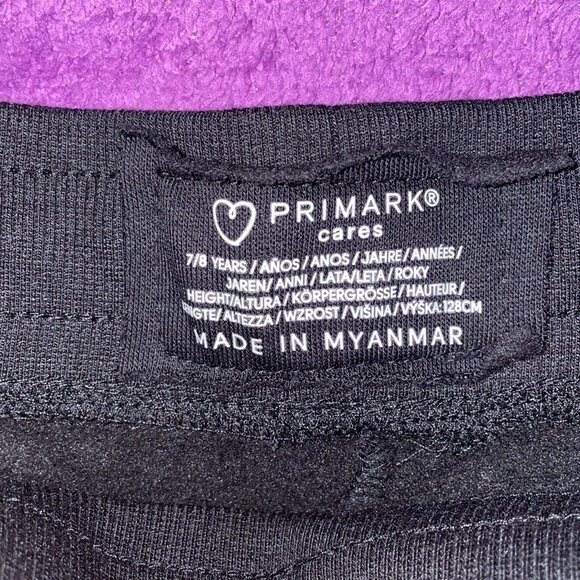 PRIMARK®
cares
7/8 YEARS / AÑOS / ANOS / JAHRE / ANNÉES /
JAREN / ANNI / LATA / LETA / ROKY
HEIGHT/ALTURA / KÖRPERGRÖSSE / HAUTEUR/
/ ALTEZZA / WZROST / VIŠINA / VÝŠKA:128CM
MADE IN MYANMAR